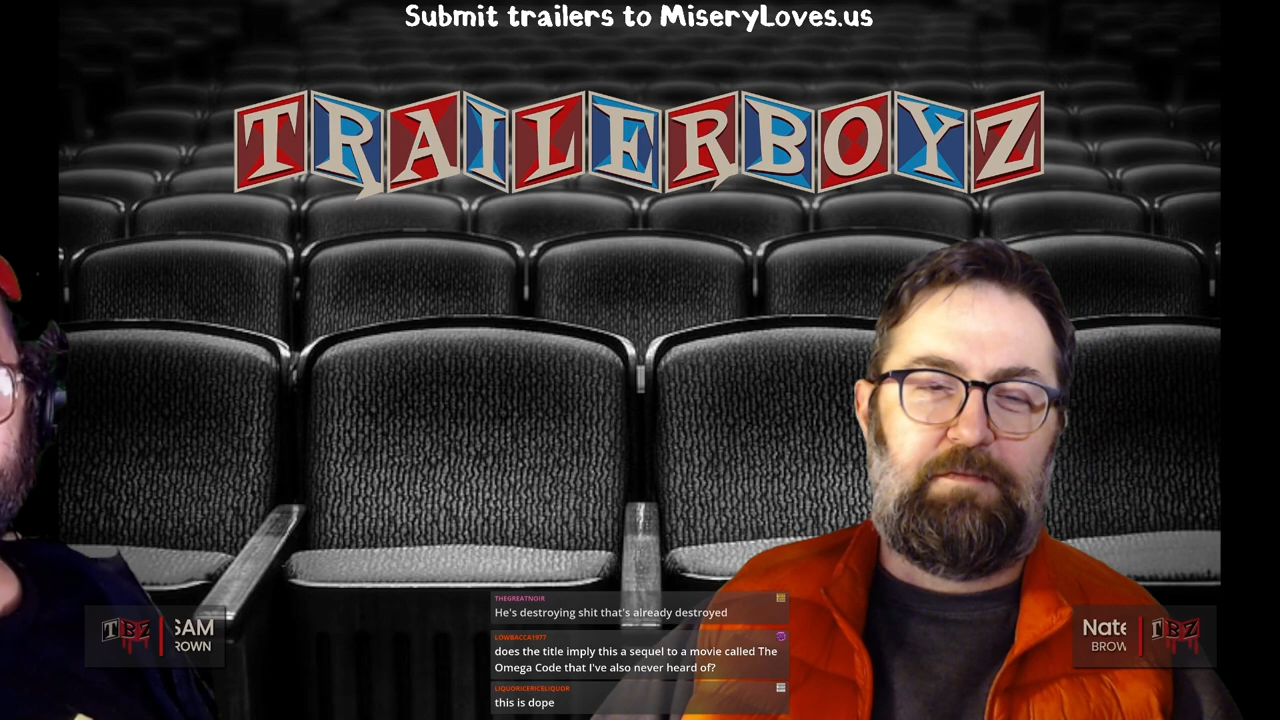 Submit trailers to MiseryLoves.us
TRAILERBOYZ
THEGREATNOIR
He's destroying shit that's already destroyed
LOWBACCA1977
does the title imply this a sequel to a movie called The
Omega Code that I've also never heard of?
LIQUORICERICELIQUOR
this is dope
TBZ
SAM
ROWN
Nate
BROW
TBZ